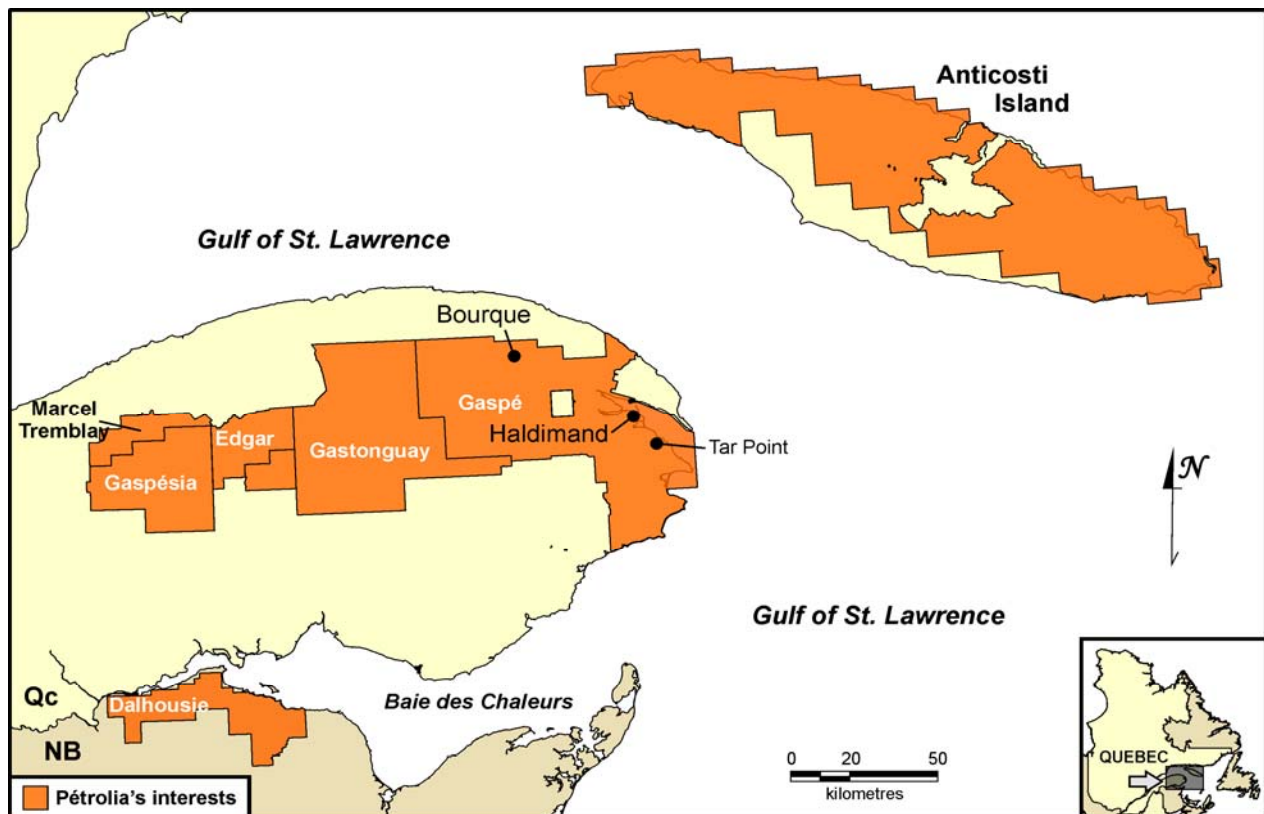 Anticosti
Island
Gulf of St. Lawrence
Bourque
Marcel
Tremblay
Edgar
Gaspé
Haldimand
Gastonguay
Tar Point
Gaspésia
N
Gulf of St. Lawrence
Qc
Dalhousie
Baie des Chaleurs
NB
0 20 50
kilometres
QUEBEC
Pétrolia's interests